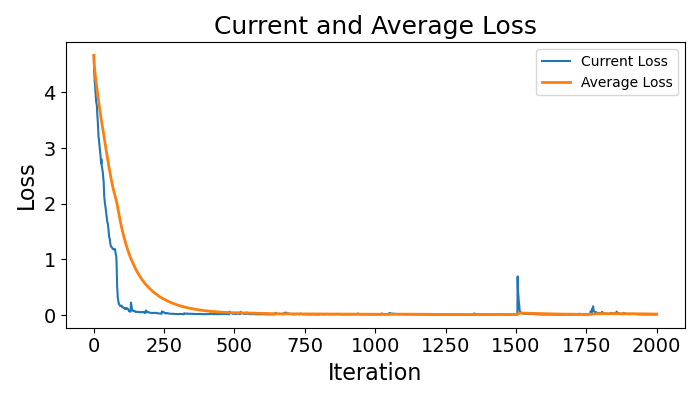 Current and Average Loss
Current Loss
Average Loss
Loss
4
3
2
1
0
0 250 500 750 1000 1250 1500 1750 2000
Iteration